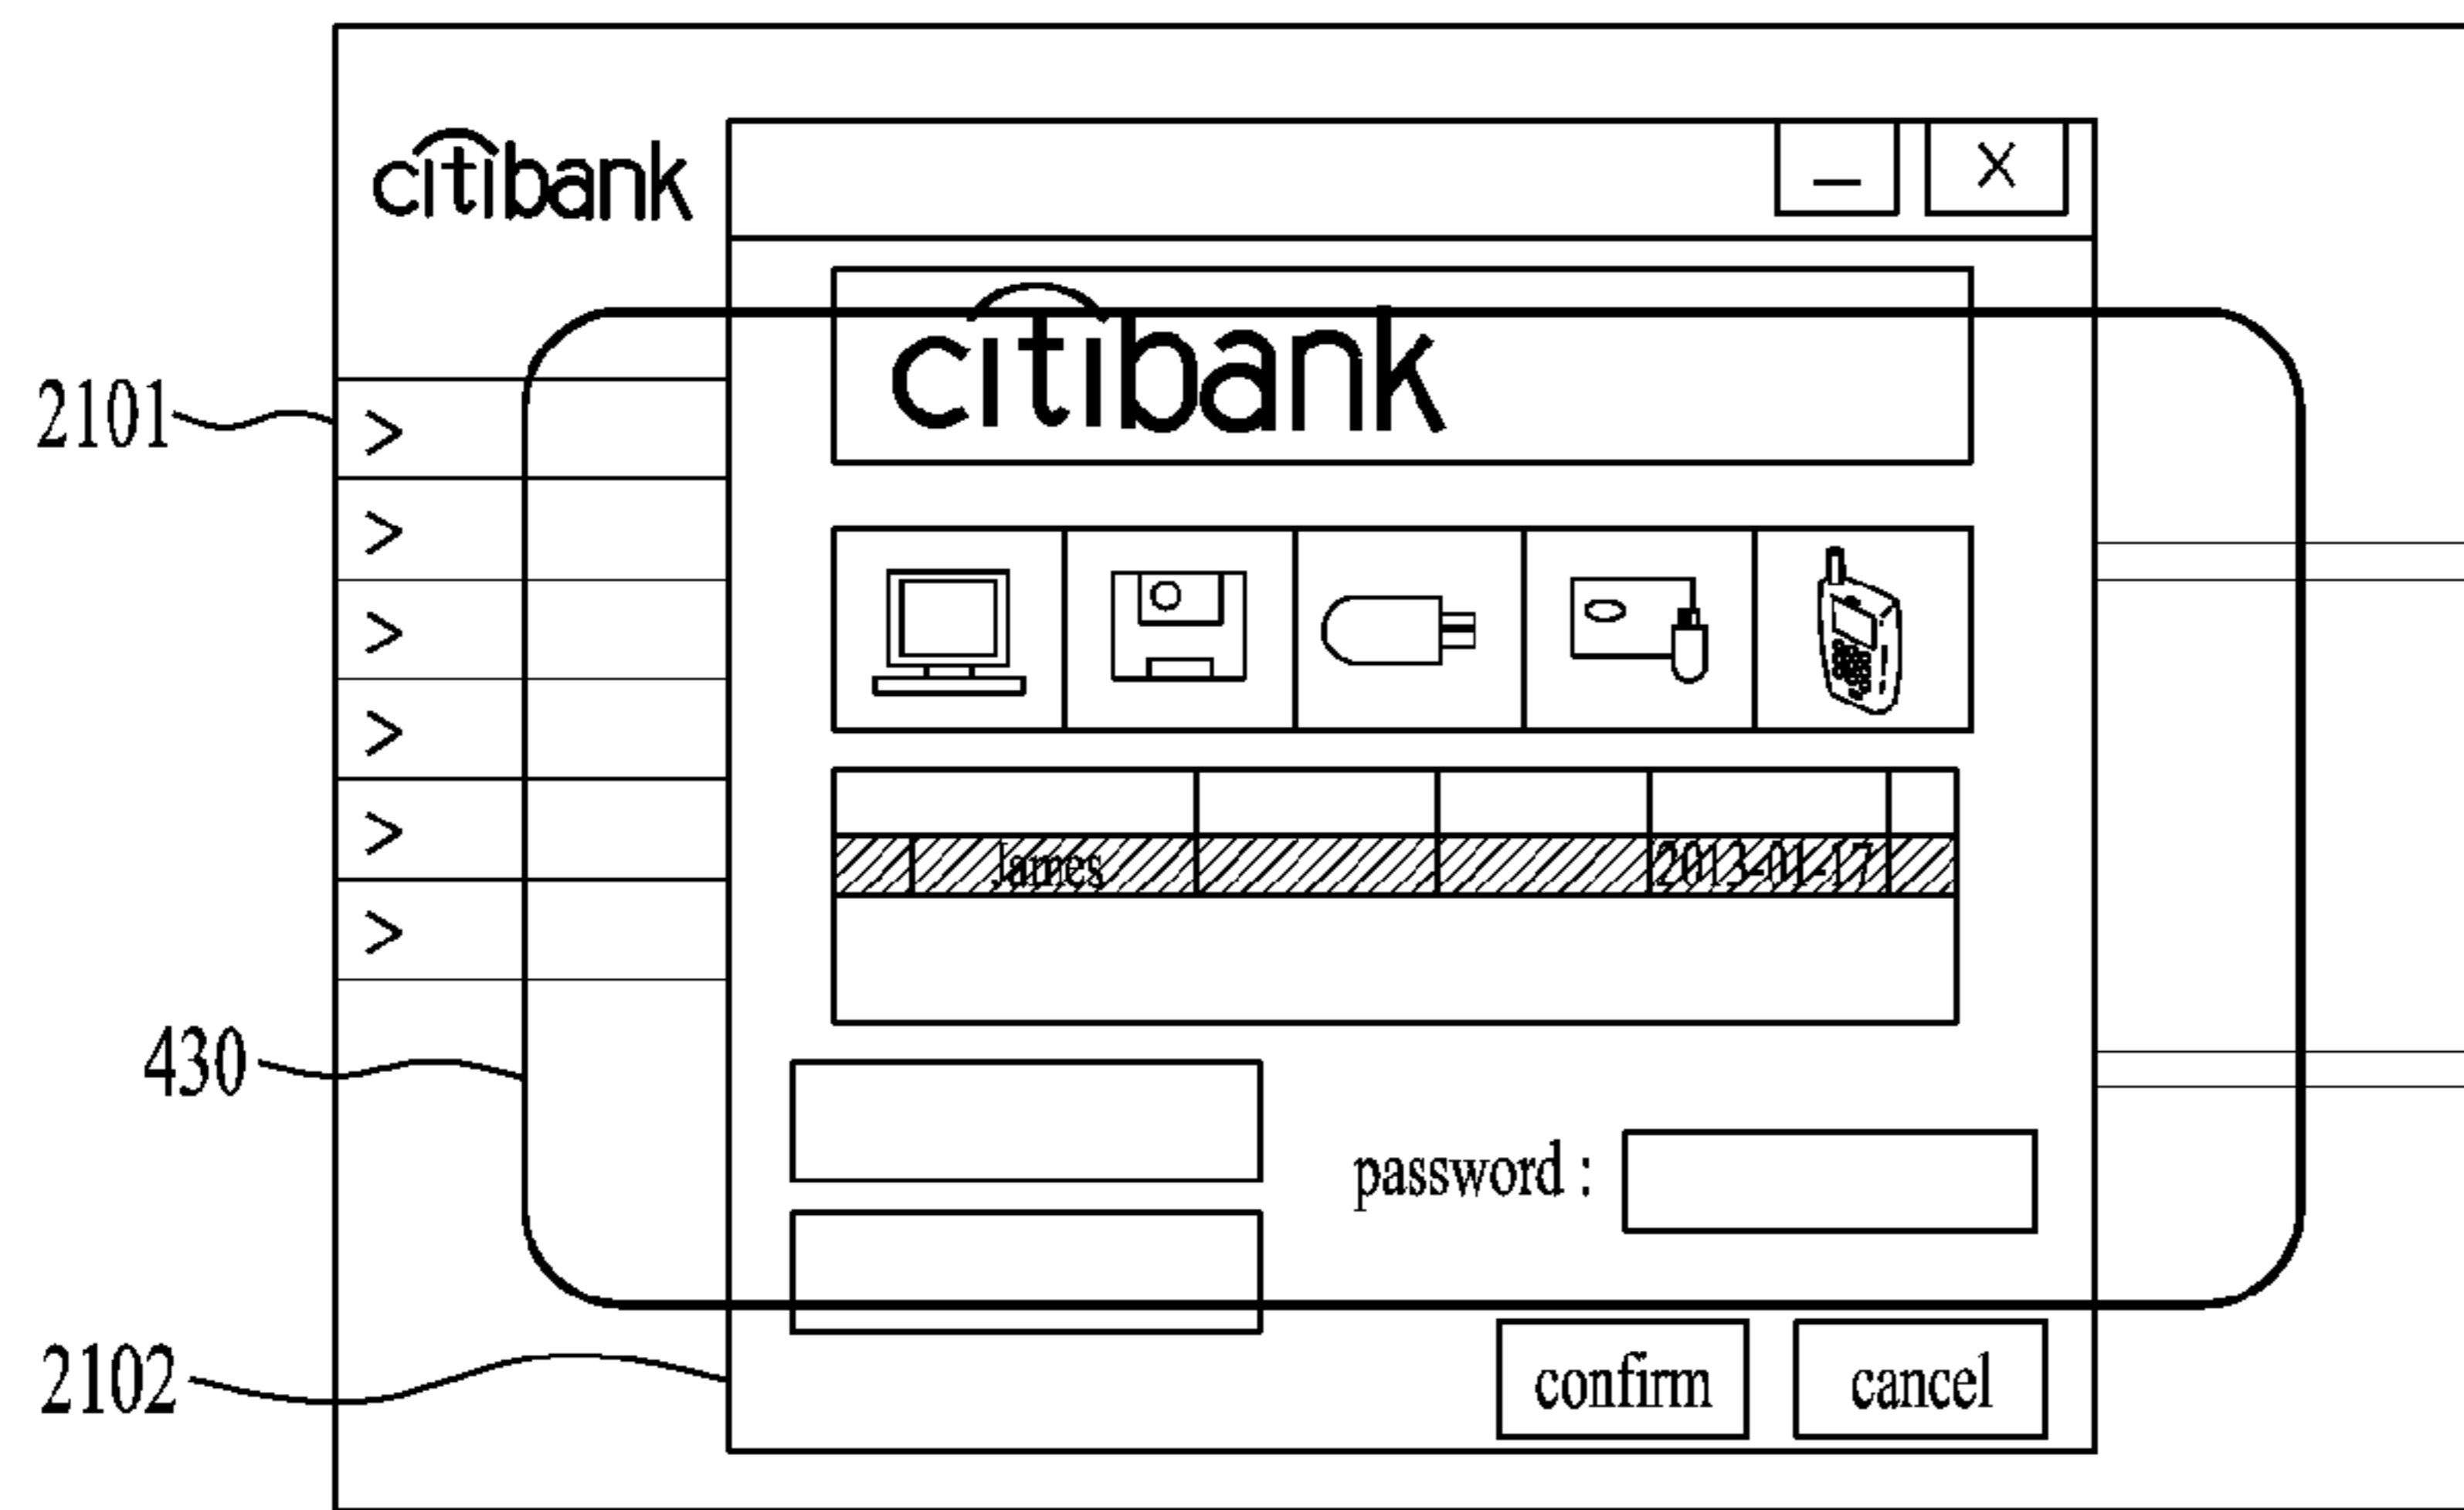 citibank
– X
citibank
2101 >
>
>
>
>
>
James 2013-01-17
430
password :
2102
confirm cancel